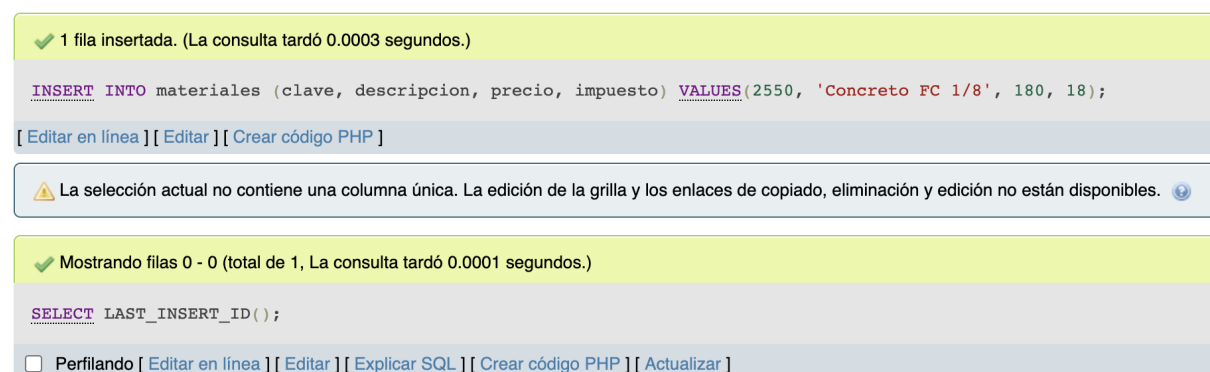 1 fila insertada. (La consulta tardó 0.0003 segundos.)
INSERT INTO materiales (clave, descripcion, precio, impuesto) VALUES(2550, 'Concreto FC 1/8', 180, 18);
[ Editar en línea ] [ Editar ] [ Crear código PHP ]
La selección actual no contiene una columna única. La edición de la grilla y los enlaces de copiado, eliminación y edición no están disponibles.
Mostrando filas 0 - 0 (total de 1, La consulta tardó 0.0001 segundos.)
SELECT LAST_INSERT_ID();
Perfilando [ Editar en línea ] [ Editar ] [ Explicar SQL ] [ Crear código PHP ] [ Actualizar ]